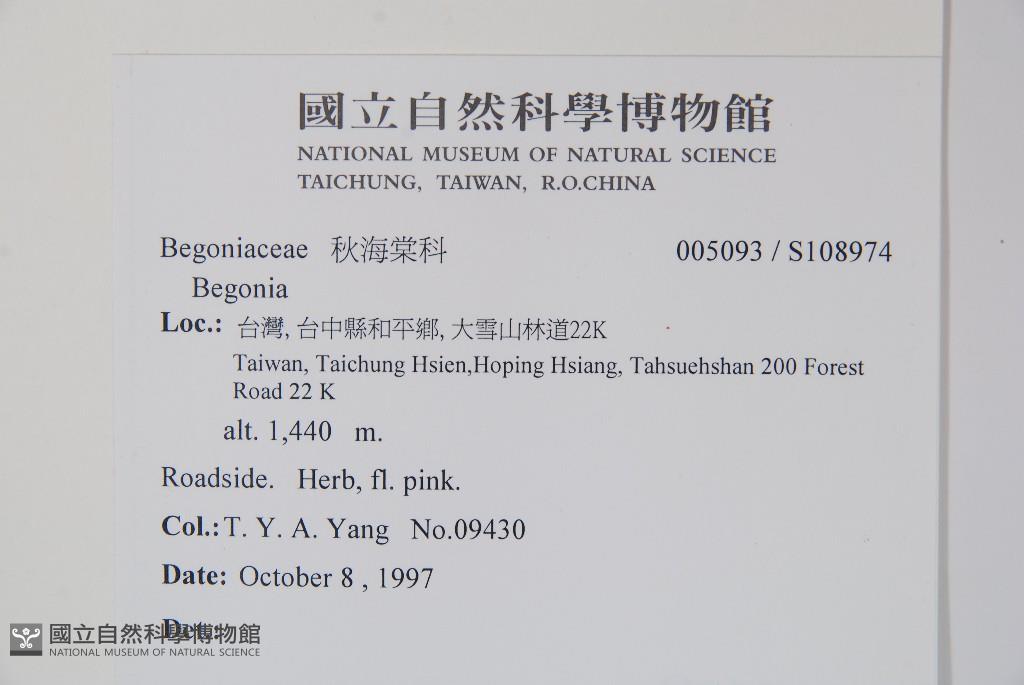 國立自然科學博物館
NATIONAL MUSEUM OF NATURAL SCIENCE
TAICHUNG, TAIWAN, R.O.CHINA
Begoniaceae 秋海棠科 005093 / S108974
Begonia
Loc.: 台灣, 台中縣和平鄉, 大雪山林道22K
Taiwan, Taichung Hsien,Hoping Hsiang, Tahsuehshan 200 Forest
Road 22 K
alt. 1,440 m.
Roadside. Herb, fl. pink.
Col.: T. Y. A. Yang No.09430
Date: October 8 , 1997
Det.:
國立自然科學博物館
NATIONAL MUSEUM OF NATURAL SCIENCE